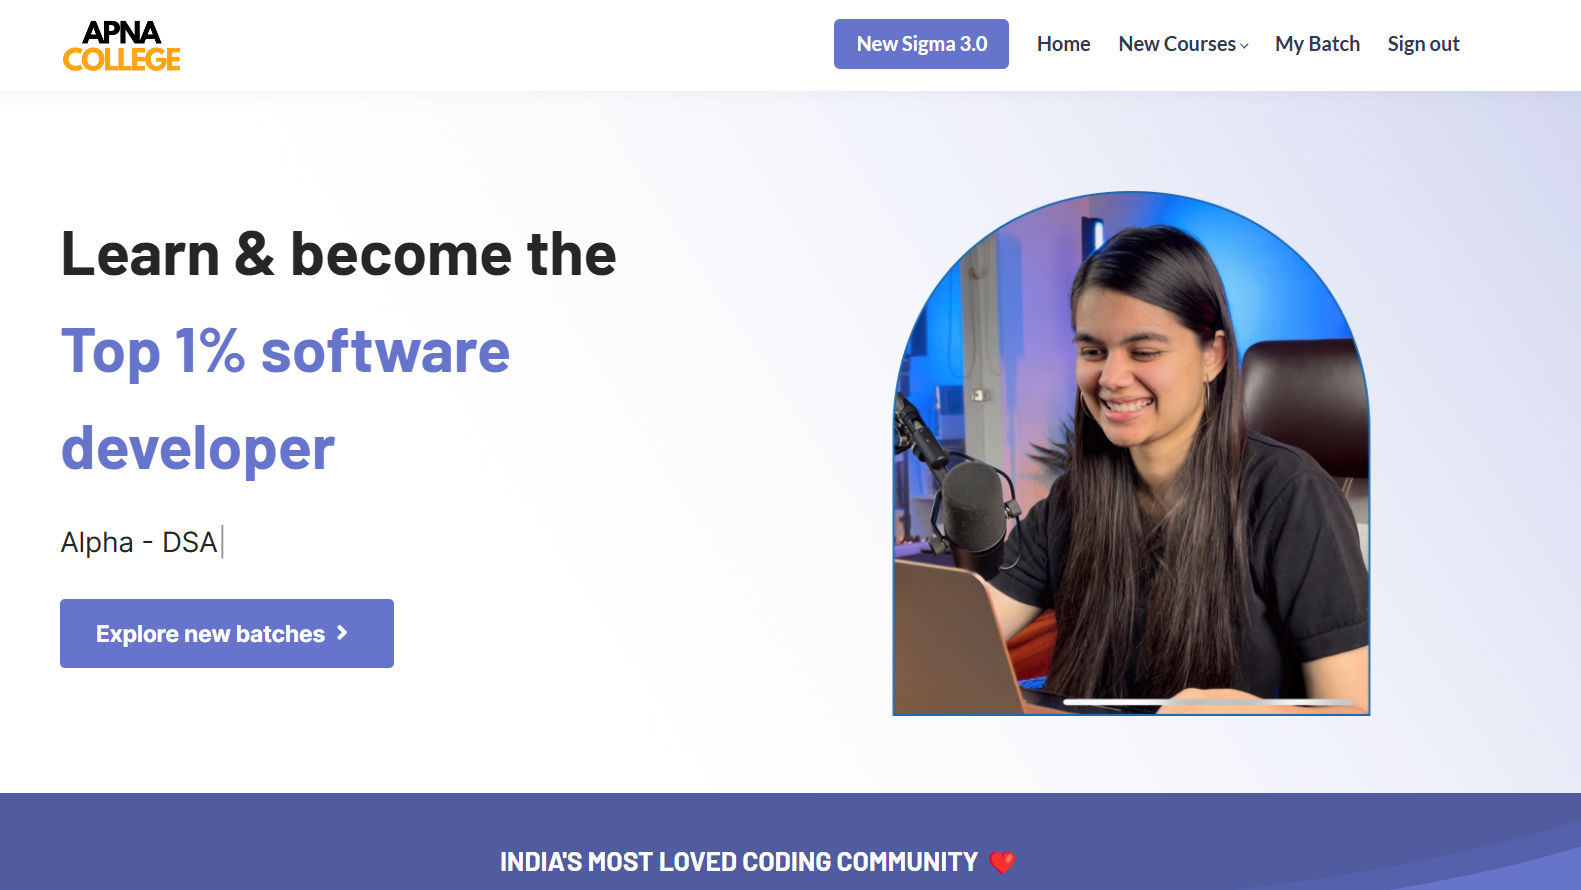 APNA
COLLEGE
New Sigma 3.0
Home
New Courses
My Batch
Sign out
Learn & become the
Top 1% software
developer
Alpha - DSA
Explore new batches
INDIA'S MOST LOVED CODING COMMUNITY ❤️